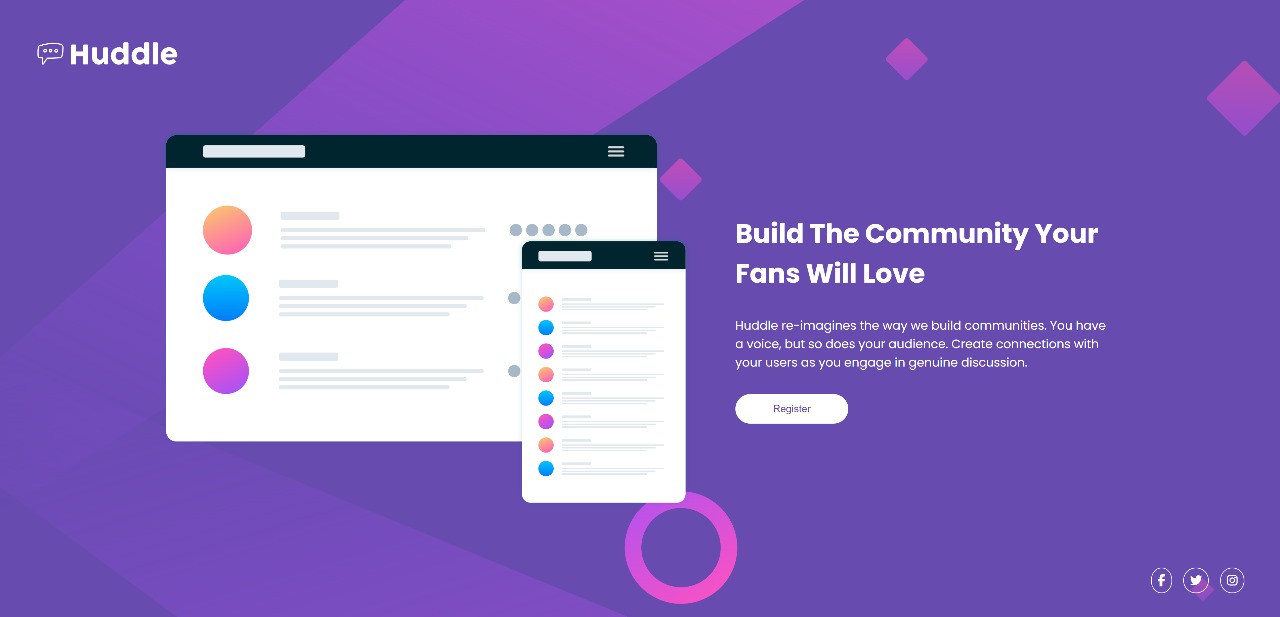 Huddle
Build The Community Your
Fans Will Love
Huddle re-imagines the way we build communities. You have
a voice, but so does your audience. Create connections with
your users as you engage in genuine discussion.
Register